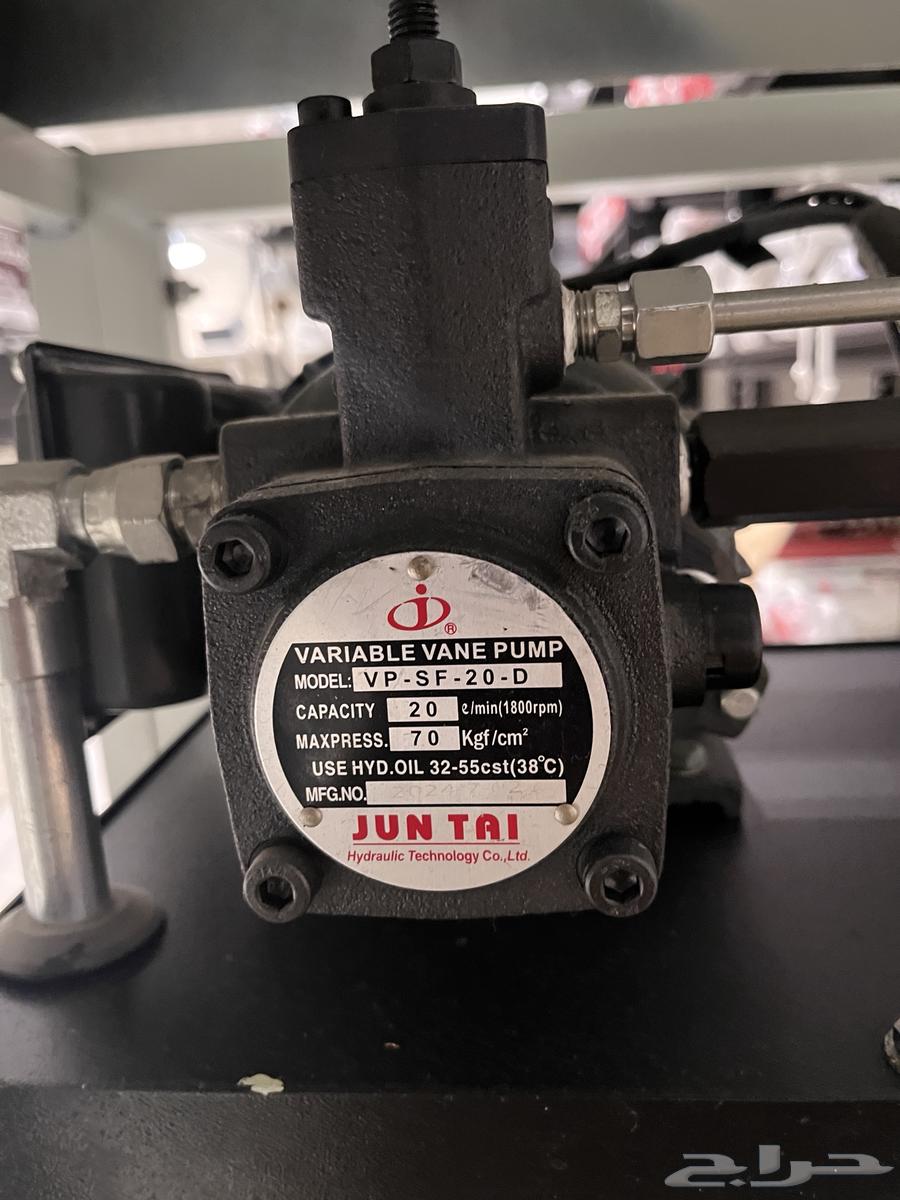 ®
VARIABLE VANE PUMP
MODEL: VP-SF-20-D
CAPACITY 20 ℓ/min(1800rpm)
MAXPRESS. 70 Kgf/cm²
USE HYD.OIL 32-55cst(38°C)
MFG.NO.
JUN TAI
Hydraulic Technology Co.,Ltd.
حراج